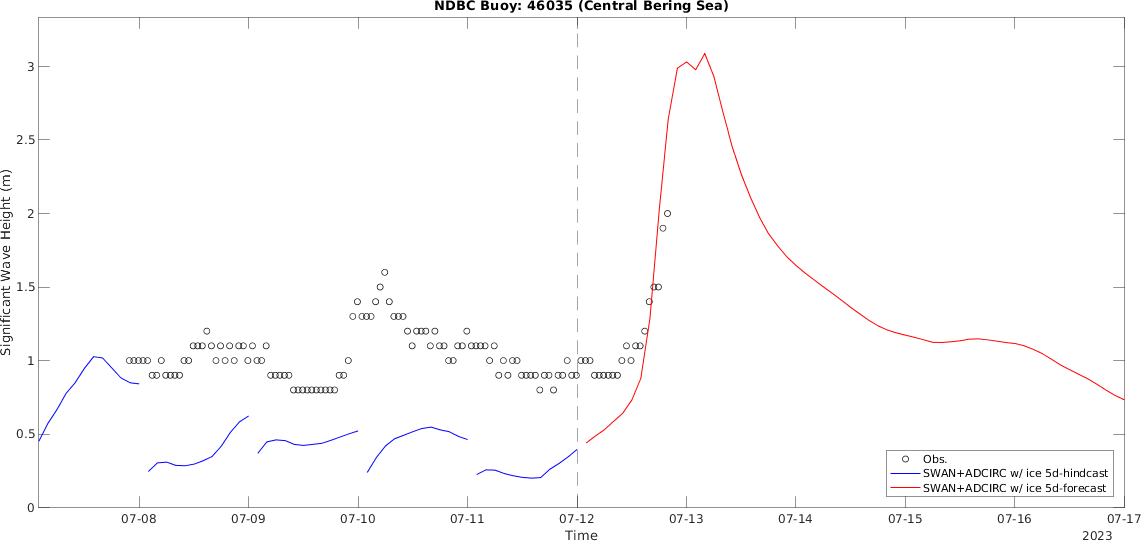 NDBC Buoy: 46035 (Central Bering Sea)
Significant Wave Height (m)
3
2.5
2
1.5
1
0.5
0
Obs.
SWAN+ADCIRC w/ ice 5d-hindcast
SWAN+ADCIRC w/ ice 5d-forecast
07-08 07-09 07-10 07-11 07-12 07-13 07-14 07-15 07-16 07-17
Time
2023